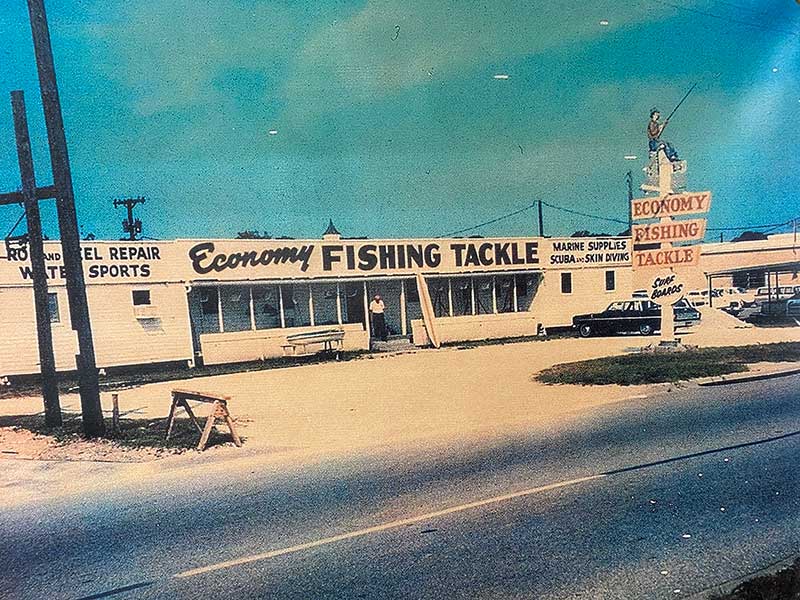 ROD AND REEL REPAIR
WATER SPORTS
Economy FISHING TACKLE
MARINE SUPPLIES
SCUBA AND SKIN DIVING
ECONOMY
FISHING
TACKLE
SURF
BOARDS